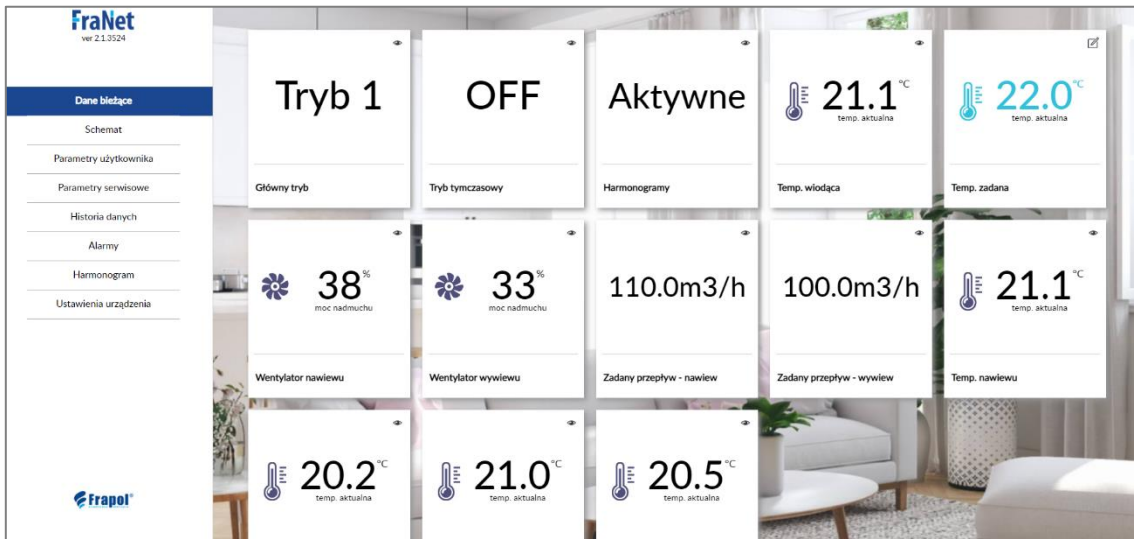 FraNet
ver 2.1.3524
Dane bieżące
Schemat
Parametry użytkownika
Parametry serwisowe
Historia danych
Alarmy
Harmonogram
Ustawienia urządzenia
Frapol
Tryb 1
Główny tryb
OFF
Tryb tymczasowy
Aktywne
Harmonogramy
21.1°C
temp. aktualna
Temp. wiodąca
22.0°C
temp. aktualna
Temp. zadana
38%
moc nadmuchu
Wentylator nawiewu
33%
moc nadmuchu
Wentylator wywiewu
110.0m3/h
Zadany przepływ - nawiew
100.0m3/h
Zadany przepływ - wywiew
21.1°C
temp. aktualna
Temp. nawiewu
20.2°C
temp. aktualna
21.0°C
temp. aktualna
20.5°C
temp. aktualna